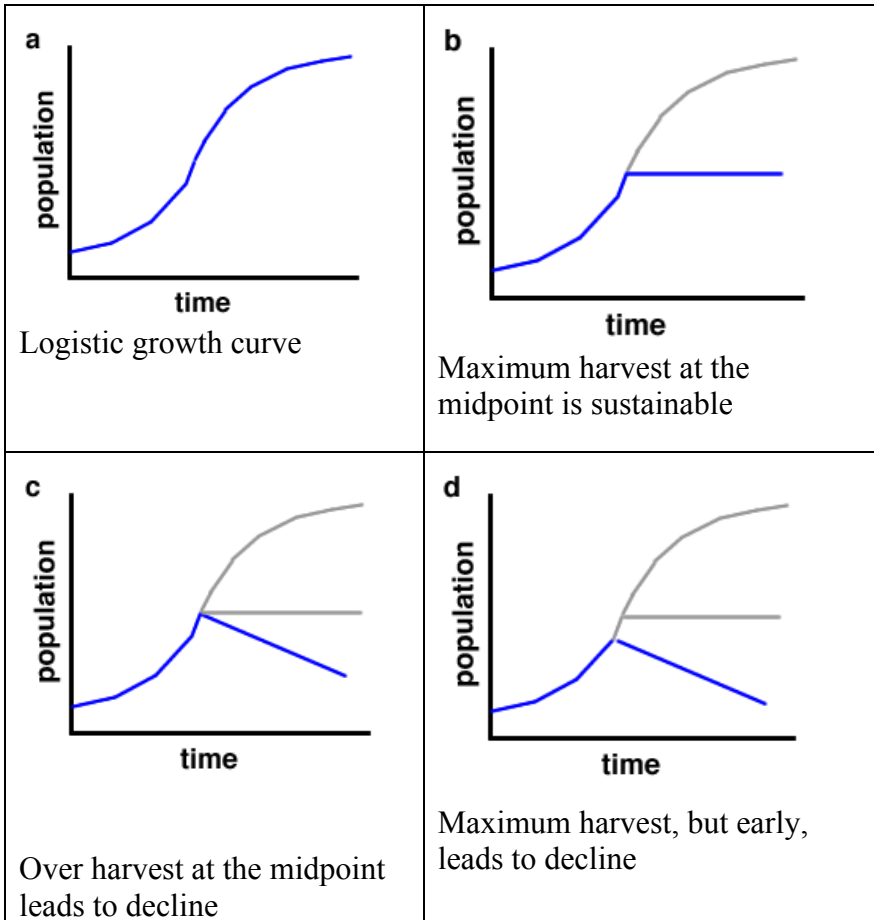 a
population
time
Logistic growth curve
b
population
time
Maximum harvest at the
midpoint is sustainable
c
population
time
Over harvest at the midpoint
leads to decline
d
population
time
Maximum harvest, but early,
leads to decline